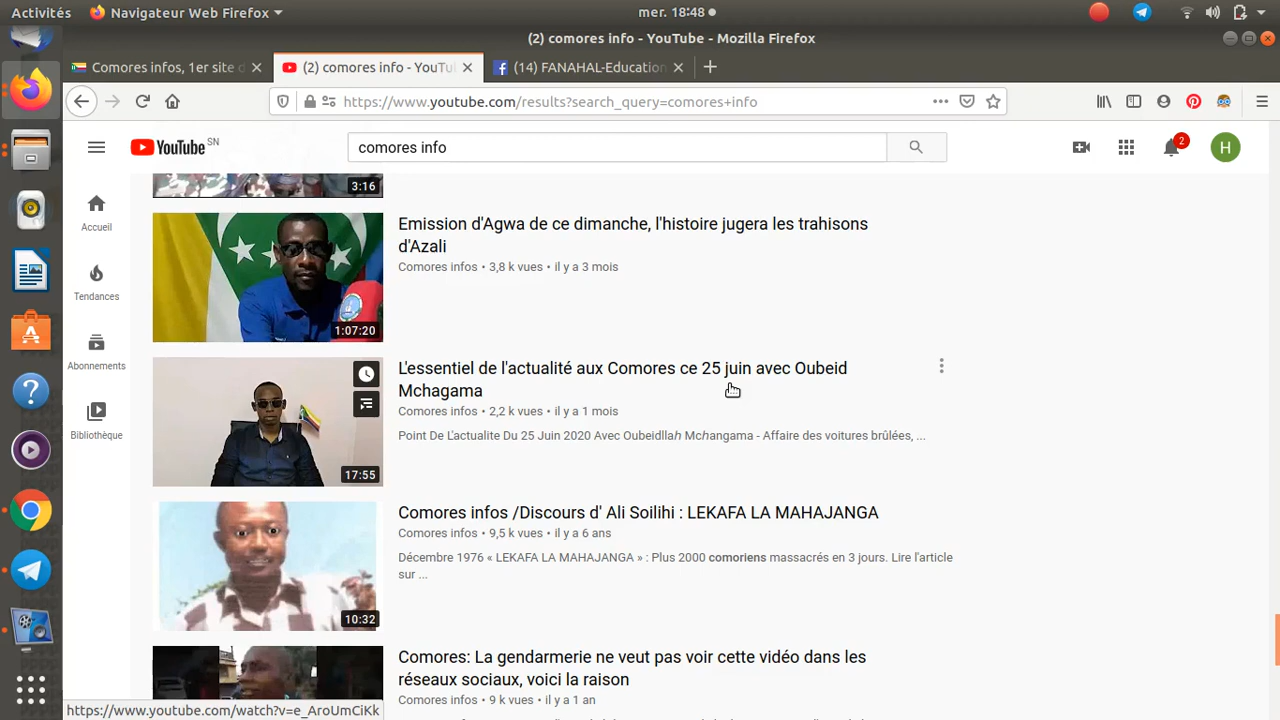 Activités Navigateur Web Firefox mer. 18:48
(2) comores info - YouTube - Mozilla Firefox
Comores infos, 1er site d (2) comores info - YouTu (14) FANAHAL-Education
https://www.youtube.com/results?search_query=comores+info
YouTube SN comores info 2 H
3:16
Accueil
Tendances
Abonnements
Bibliothèque
Emission d'Agwa de ce dimanche, l'histoire jugera les trahisons
d'Azali
Comores infos • 3,8 k vues • il y a 3 mois
1:07:20
L'essentiel de l'actualité aux Comores ce 25 juin avec Oubeid
Mchagama
Comores infos • 2,2 k vues • il y a 1 mois
Point De L'actualite Du 25 Juin 2020 Avec Oubeidllah Mchangama - Affaire des voitures brûlées, ...
17:55
Comores infos /Discours d' Ali Soilihi : LEKAFA LA MAHAJANGA
Comores infos • 9,5 k vues • il y a 6 ans
Décembre 1976 « LEKAFA LA MAHAJANGA » : Plus 2000 comoriens massacrés en 3 jours. Lire l'article
sur ...
10:32
Comores: La gendarmerie ne veut pas voir cette vidéo dans les
réseaux sociaux, voici la raison
Comores infos • 9 k vues • il y a 1 an
https://www.youtube.com/watch?v=e_AroUmCiKk